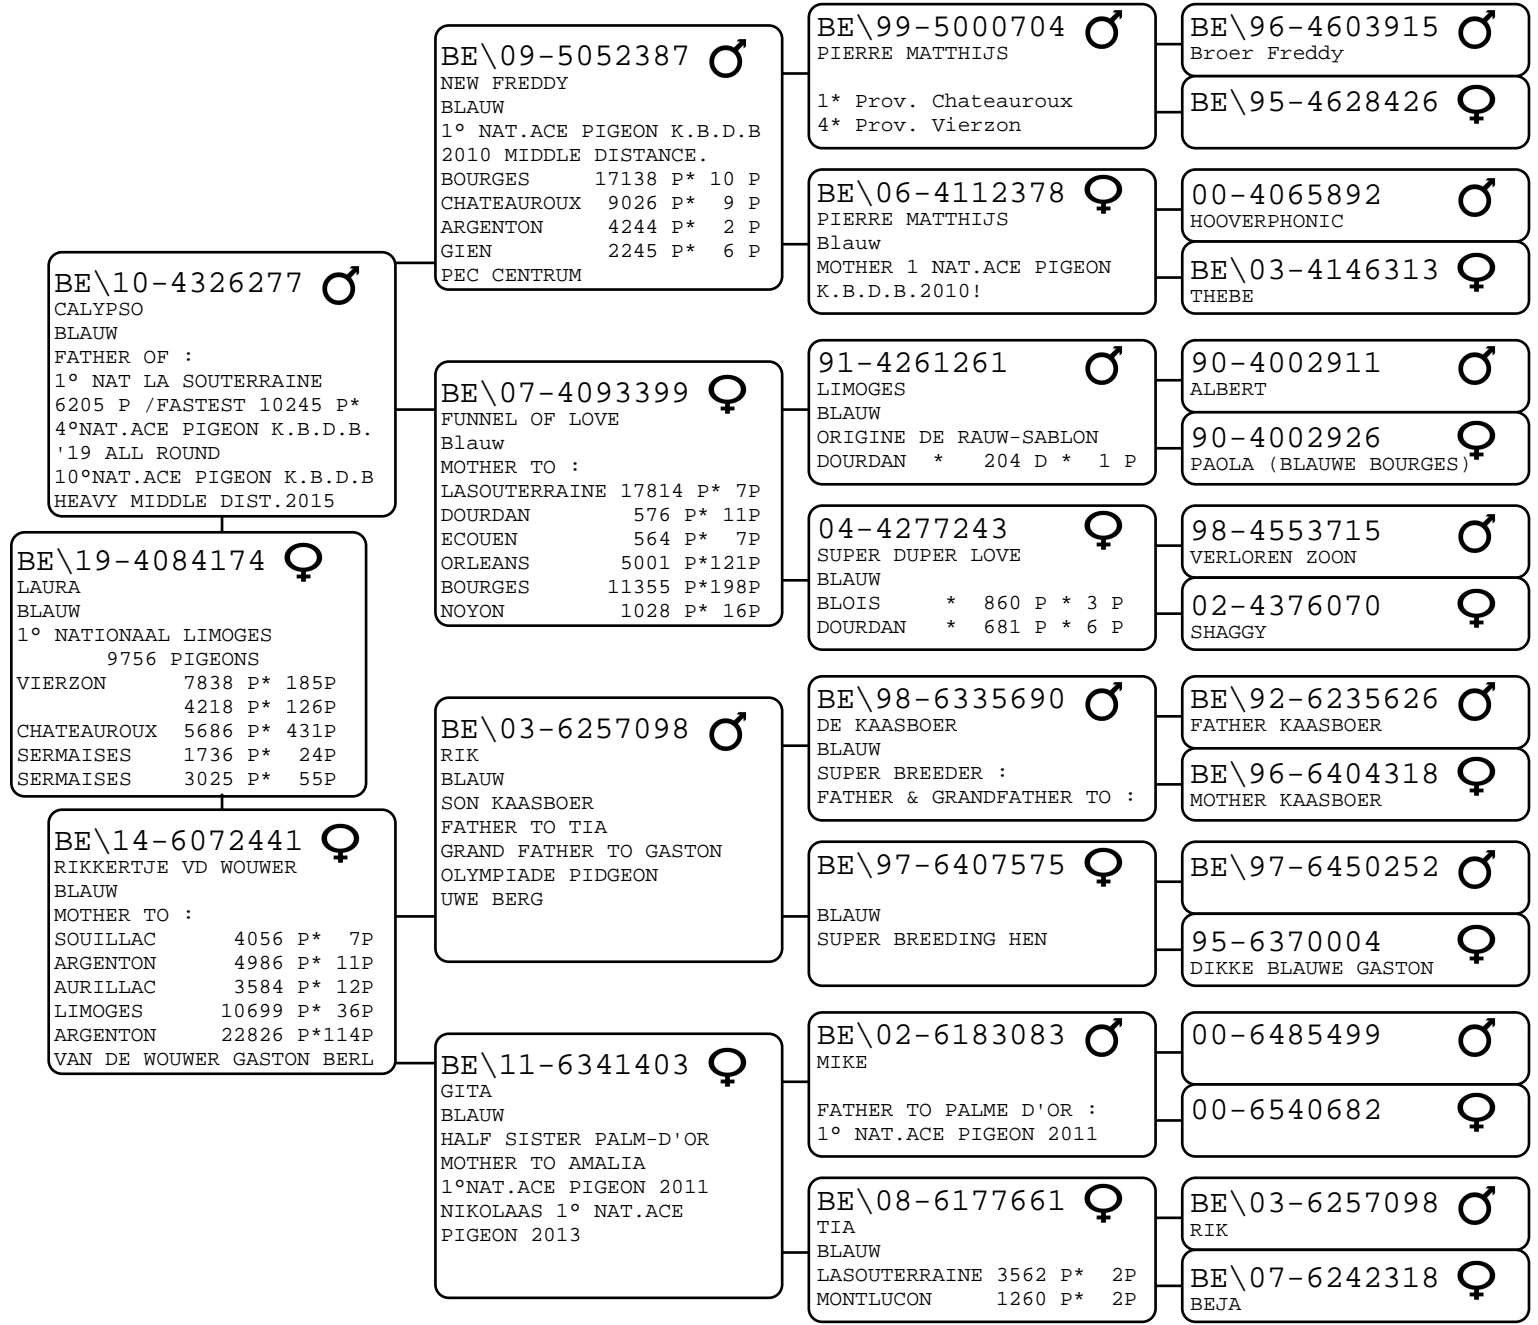 BE\19-4084174
LAURA
BLAUW
1° NATIONAAL LIMOGES
9756 PIGEONS
VIERZON 7838 P* 185P
4218 P* 126P
CHATEAUROUX 5686 P* 431P
SERMAISES 1736 P* 24P
SERMAISES 3025 P* 55P
BE\10-4326277
CALYPSO
BLAUW
FATHER OF :
1° NAT LA SOUTERRAINE
6205 P /FASTEST 10245 P*
4°NAT.ACE PIGEON K.B.D.B.
'19 ALL ROUND
10°NAT.ACE PIGEON K.B.D.B
HEAVY MIDDLE DIST.2015
BE\14-6072441
RIKKERTJE VD WOUWER
BLAUW
MOTHER TO :
SOUILLAC 4056 P* 7P
ARGENTON 4986 P* 11P
AURILLAC 3584 P* 12P
LIMOGES 10699 P* 36P
ARGENTON 22826 P*114P
VAN DE WOUWER GASTON BERL
BE\09-5052387
NEW FREDDY
BLAUW
1° NAT.ACE PIGEON K.B.D.B
2010 MIDDLE DISTANCE.
BOURGES 17138 P* 10 P
CHATEAUROUX 9026 P* 9 P
ARGENTON 4244 P* 2 P
GIEN 2245 P* 6 P
PEC CENTRUM
BE\07-4093399
FUNNEL OF LOVE
Blauw
MOTHER TO :
LASOUTERRAINE 17814 P* 7P
DOURDAN 576 P* 11P
ECOUEN 564 P* 7P
ORLEANS 5001 P*121P
BOURGES 11355 P*198P
NOYON 1028 P* 16P
BE\03-6257098
RIK
BLAUW
SON KAASBOER
FATHER TO TIA
GRAND FATHER TO GASTON
OLYMPIADE PIDGEON
UWE BERG
BE\11-6341403
GITA
BLAUW
HALF SISTER PALM-D'OR
MOTHER TO AMALIA
1°NAT.ACE PIGEON 2011
NIKOLAAS 1° NAT.ACE
PIGEON 2013
BE\99-5000704
PIERRE MATTHIJS
1* Prov. Chateauroux
4* Prov. Vierzon
BE\06-4112378
PIERRE MATTHIJS
Blauw
MOTHER 1 NAT.ACE PIGEON
K.B.D.B.2010!
91-4261261
LIMOGES
BLAUW
ORIGINE DE RAUW-SABLON
DOURDAN * 204 D * 1 P
04-4277243
SUPER DUPER LOVE
BLAUW
BLOIS * 860 P * 3 P
DOURDAN * 681 P * 6 P
BE\98-6335690
DE KAASBOER
BLAUW
SUPER BREEDER :
FATHER & GRANDFATHER TO :
BE\97-6407575
BLAUW
SUPER BREEDING HEN
BE\02-6183083
MIKE
FATHER TO PALME D'OR :
1° NAT.ACE PIGEON 2011
BE\08-6177661
TIA
BLAUW
LASOUTERRAINE 3562 P* 2P
MONTLUCON 1260 P* 2P
BE\96-4603915
Broer Freddy
BE\95-4628426
00-4065892
HOOVERPHONIC
BE\03-4146313
THEBE
90-4002911
ALBERT
90-4002926
PAOLA (BLAUWE BOURGES)
98-4553715
VERLOREN ZOON
02-4376070
SHAGGY
BE\92-6235626
FATHER KAASBOER
BE\96-6404318
MOTHER KAASBOER
BE\97-6450252
95-6370004
DIKKE BLAUWE GASTON
00-6485499
00-6540682
BE\03-6257098
RIK
BE\07-6242318
BEJA